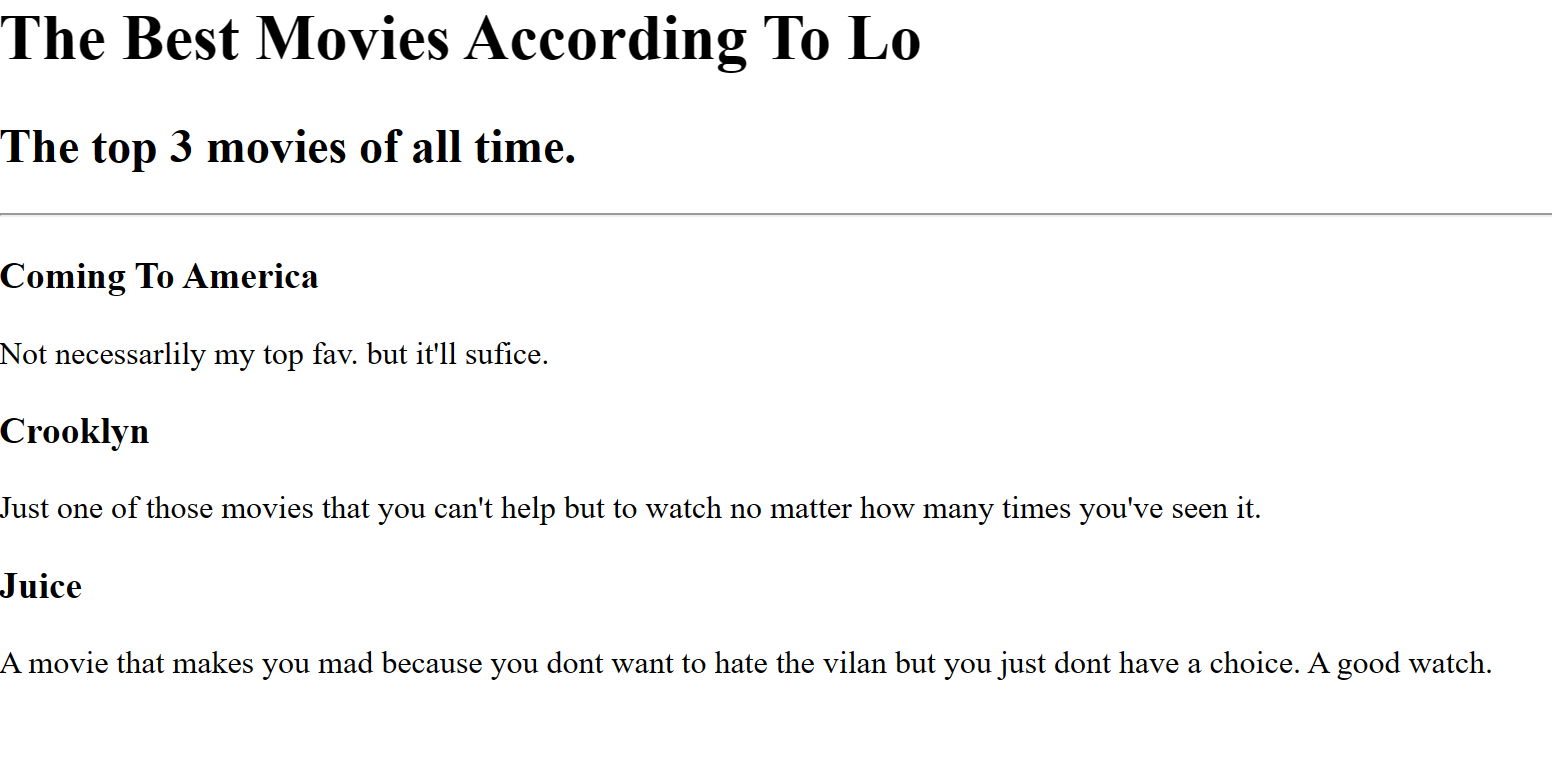 The Best Movies According To Lo
The top 3 movies of all time.
Coming To America
Not necessarlily my top fav. but it'll sufice.
Crooklyn
Just one of those movies that you can't help but to watch no matter how many times you've seen it.
Juice
A movie that makes you mad because you dont want to hate the vilan but you just dont have a choice. A good watch.